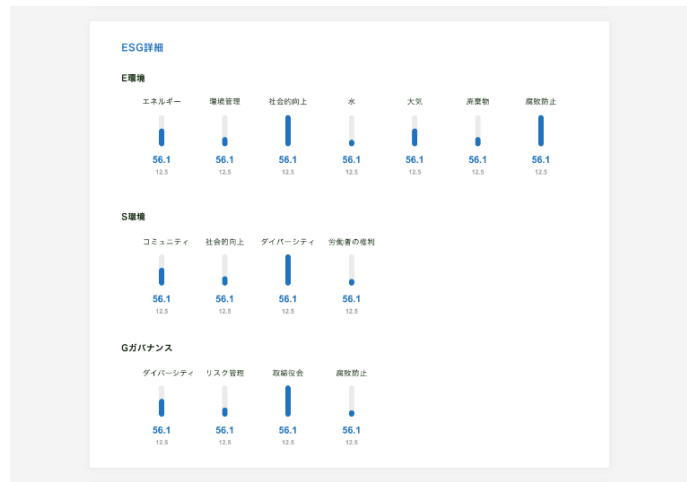 ESG詳細
E環境
エネルギー 環境管理 社会的向上 水 大気 廃棄物 腐敗防止
56.1 56.1 56.1 56.1 56.1 56.1 56.1
12.5 12.5 12.5 12.5 12.5 12.5 12.5
S環境
コミュニティ 社会的向上 ダイバーシティ 労働者の権利
56.1 56.1 56.1 56.1
12.5 12.5 12.5 12.5
Gガバナンス
ダイバーシティ リスク管理 取締役会 腐敗防止
56.1 56.1 56.1 56.1
12.5 12.5 12.5 12.5